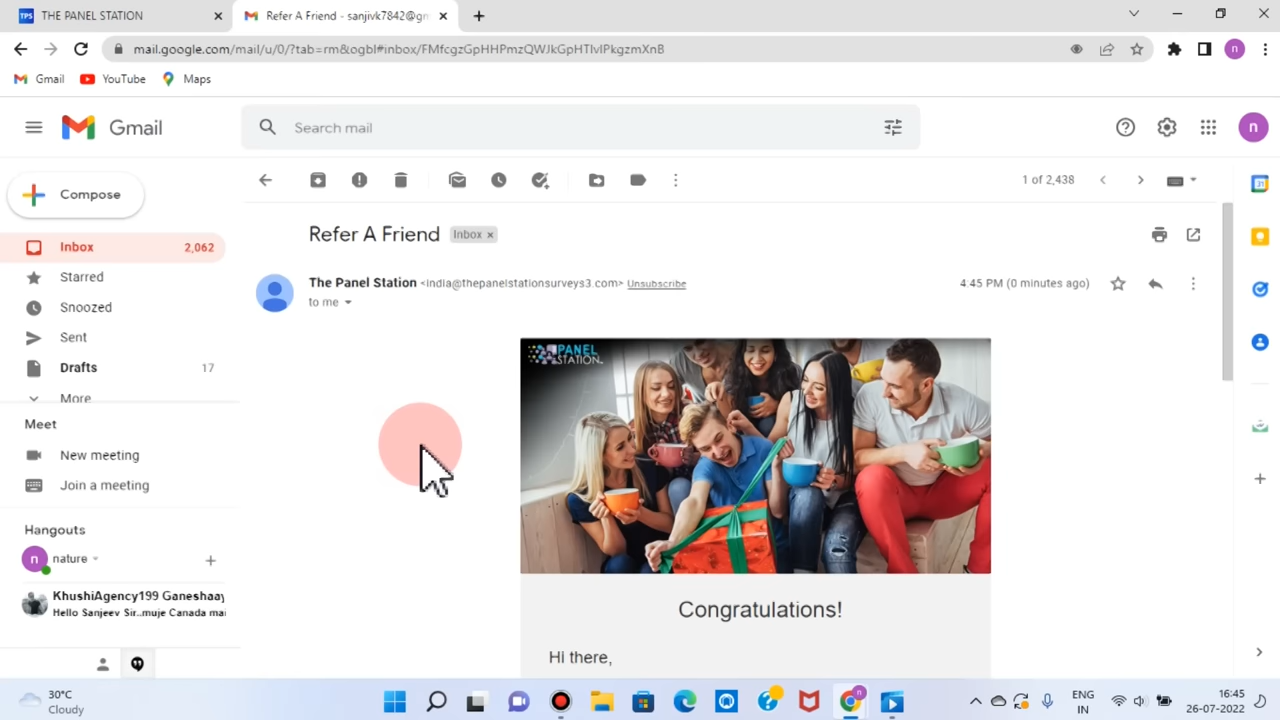 TPS THE PANEL STATION
Refer A Friend - sanjivk7842@gm
mail.google.com/mail/u/0/?tab=rm&ogbl#inbox/FMfcgzGpHHPmzQWJkGpHTlvlPkgzmXnB
n
Gmail YouTube Maps
Gmail
Search mail
n
Compose
1 of 2,438
Inbox 2,062
Refer A Friend Inbox x
Starred
The Panel Station <india@thepanelstationsurveys3.com> Unsubscribe
4:45 PM (0 minutes ago)
to me
Snoozed
Sent
PANEL
STATION
Drafts 17
More
Meet
New meeting
Join a meeting
Hangouts
n nature
KhushiAgency199 Ganeshaay
Hello Sanjeev Sir..muje Canada mai
Congratulations!
Hi there,
30°C
Cloudy
ENG
IN
16:45
26-07-2022